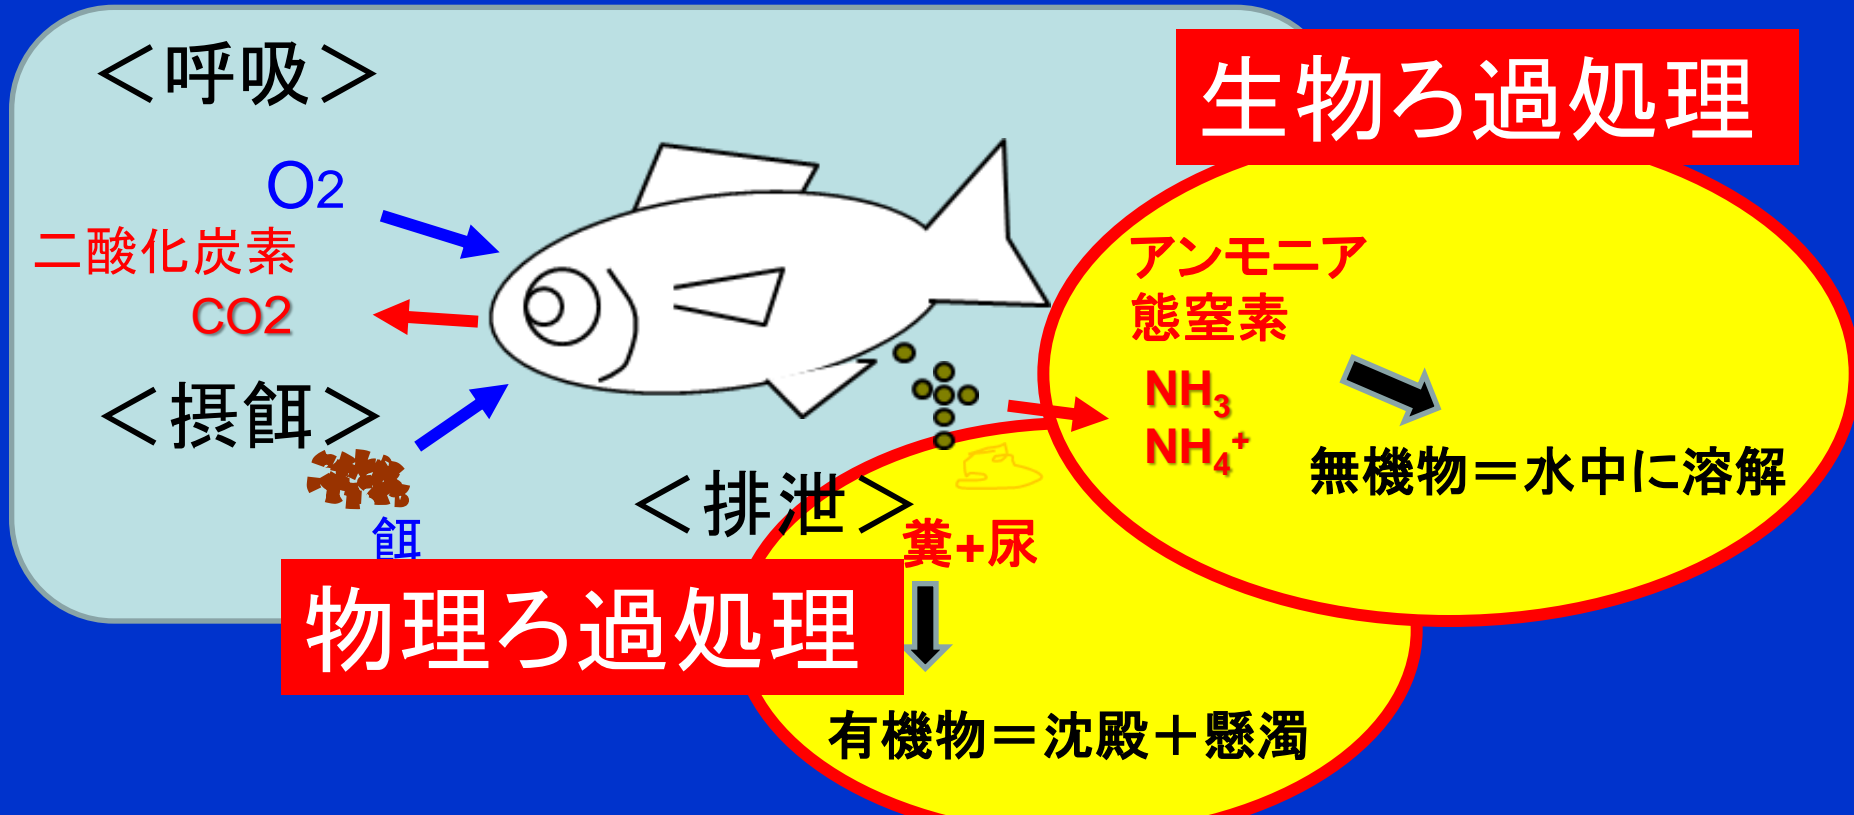 ＜呼吸＞
O2
二酸化炭素
CO2
＜摂餌＞
餌
＜排泄＞
糞+尿
物理ろ過処理
有機物＝沈殿＋懸濁
生物ろ過処理
アンモニア
態窒素
NH₃
NH₄⁺
無機物＝水中に溶解